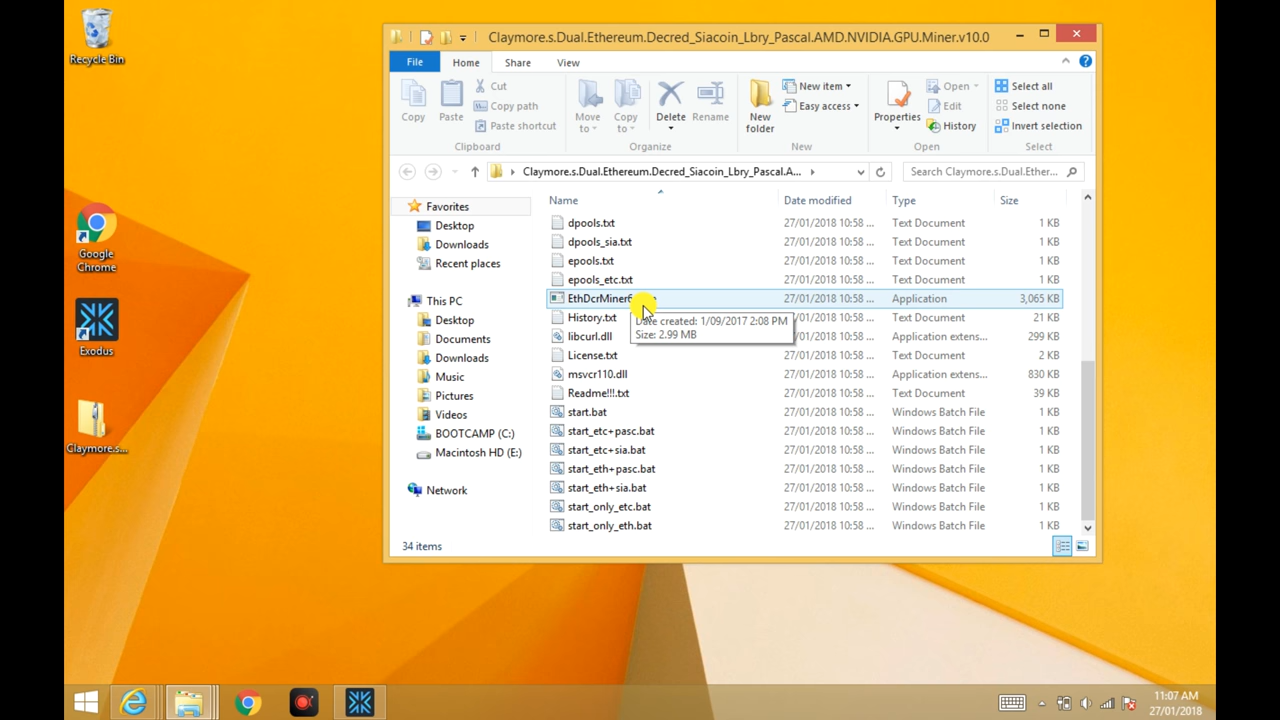 Recycle Bin
Google
Chrome
Exodus
Claymore.s...
Claymore.s.Dual.Ethereum.Decred_Siacoin_Lbry_Pascal.AMD.NVIDIA.GPU.Miner.v10.0
File Home Share View
Copy
Paste
Cut
Copy path
Paste shortcut
Clipboard
Move
to
Copy
to
Delete
Rename
Organize
New
folder
New item
Easy access
New
Properties
Open
Edit
History
Open
Select all
Select none
Invert selection
Select
Claymore.s.Dual.Ethereum.Decred_Siacoin_Lbry_Pascal.A...
Search Claymore.s.Dual.Ether...
Favorites
Desktop
Downloads
Recent places
This PC
Desktop
Documents
Downloads
Music
Pictures
Videos
BOOTCAMP (C:)
Macintosh HD (E:)
Network
Name Date modified Type Size
dpools.txt 27/01/2018 10:58 ... Text Document 1 KB
dpools_sia.txt 27/01/2018 10:58 ... Text Document 1 KB
epools.txt 27/01/2018 10:58 ... Text Document 1 KB
epools_etc.txt 27/01/2018 10:58 ... Text Document 1 KB
27/01/2018 10:58 ... Application 3,065 KB
History.txt 27/01/2018 10:58 ... Text Document 21 KB
Date created: 1/09/2017 2:08 PM
Size: 2.99 MB
libcurl.dll 27/01/2018 10:58 ... Application extens... 299 KB
License.txt 27/01/2018 10:58 ... Text Document 2 KB
msvcr110.dll 27/01/2018 10:58 ... Application extens... 830 KB
Readme!!!.txt 27/01/2018 10:58 ... Text Document 39 KB
start.bat 27/01/2018 10:58 ... Windows Batch File 1 KB
start_etc+pasc.bat 27/01/2018 10:58 ... Windows Batch File 1 KB
start_etc+sia.bat 27/01/2018 10:58 ... Windows Batch File 1 KB
start_eth+pasc.bat 27/01/2018 10:58 ... Windows Batch File 1 KB
start_eth+sia.bat 27/01/2018 10:58 ... Windows Batch File 1 KB
start_only_etc.bat 27/01/2018 10:58 ... Windows Batch File 1 KB
start_only_eth.bat 27/01/2018 10:58 ... Windows Batch File 1 KB
34 items
11:07 AM
27/01/2018